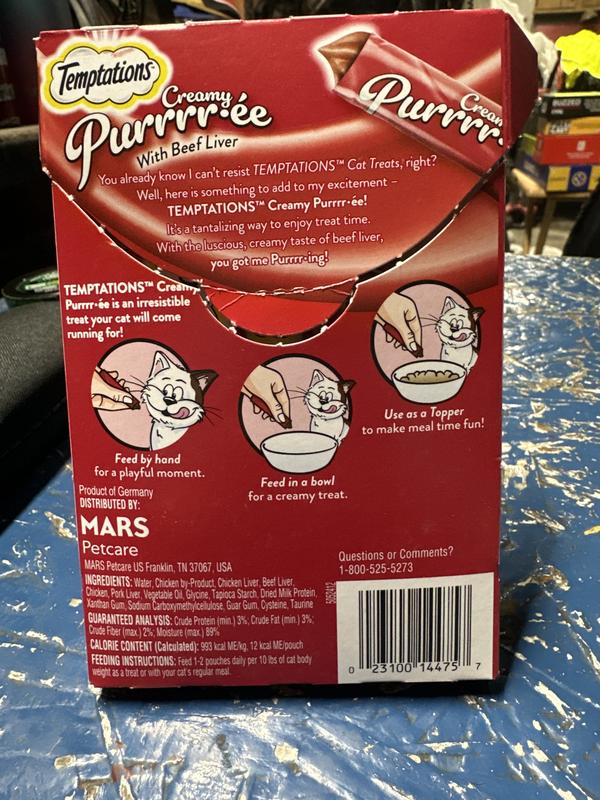 Temptations™
Creamy
Purrrr·ée
With Beef Liver
Creamy
Purrrr
You already know I can't resist TEMPTATIONS™ Cat Treats, right?
Well, here is something to add to my excitement –
TEMPTATIONS™ Creamy Purrrr·ée!
It's a tantalizing way to enjoy treat time.
With the luscious, creamy taste of beef liver,
you got me Purrrr·ing!
TEMPTATIONS™ Creamy
Purrrr·ée is an irresistible
treat your cat will come
running for!
Feed by hand
for a playful moment.
Feed in a bowl
for a creamy treat.
Use as a Topper
to make meal time fun!
Product of Germany
DISTRIBUTED BY:
MARS
Petcare
MARS Petcare US Franklin, TN 37067, USA
INGREDIENTS: Water, Chicken by-Product, Chicken Liver, Beef Liver,
Chicken, Pork Liver, Vegetable Oil, Glycine, Tapioca Starch, Dried Milk Protein,
Xanthan Gum, Sodium Carboxymethylcellulose, Guar Gum, Cysteine, Taurine
GUARANTEED ANALYSIS: Crude Protein (min.) 3%; Crude Fat (min.) 3%;
Crude Fiber (max.) 2%; Moisture (max.) 89%
CALORIE CONTENT (Calculated): 993 kcal ME/kg, 12 kcal ME/pouch
FEEDING INSTRUCTIONS: Feed 1-2 pouches daily per 10 lbs of cat body
weight as a treat or with your cat's regular meal.
Questions or Comments?
1-800-525-5273
0 23100 14475 7